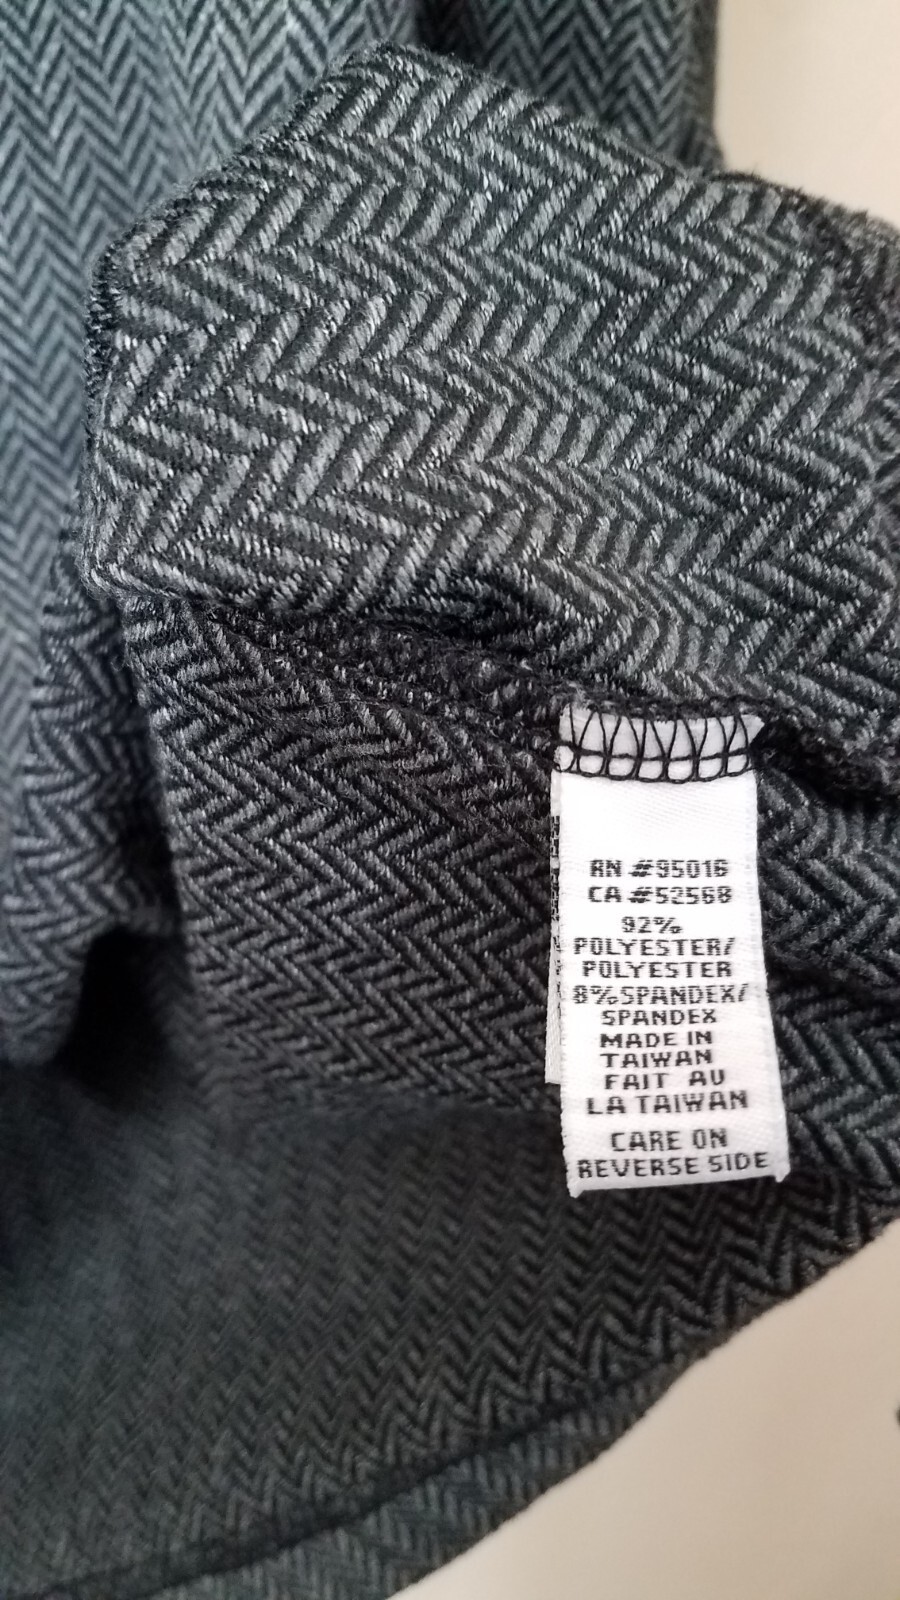 RN #95016
CA #52568
92%
POLYESTER/
POLYESTER
8%SPANDEX/
SPANDEX
MADE IN
TAIWAN
FAIT AU
LA TAIWAN
CARE ON
REVERSE SIDE